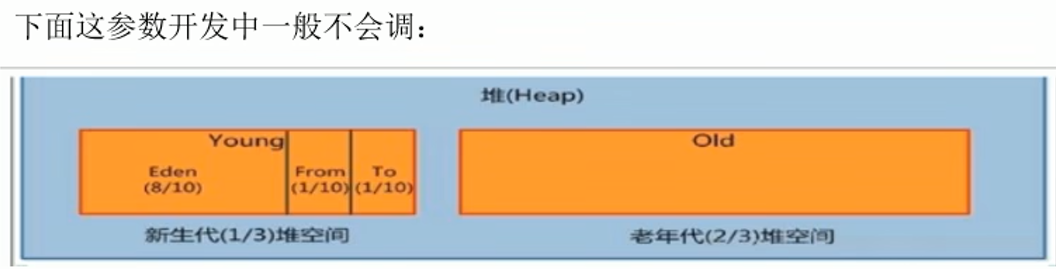 下面这参数开发中一般不会调：
堆(Heap)
Young
Old
Eden
(8/10)
From
(1/10)
To
(1/10)
新生代(1/3)堆空间
老年代(2/3)堆空间